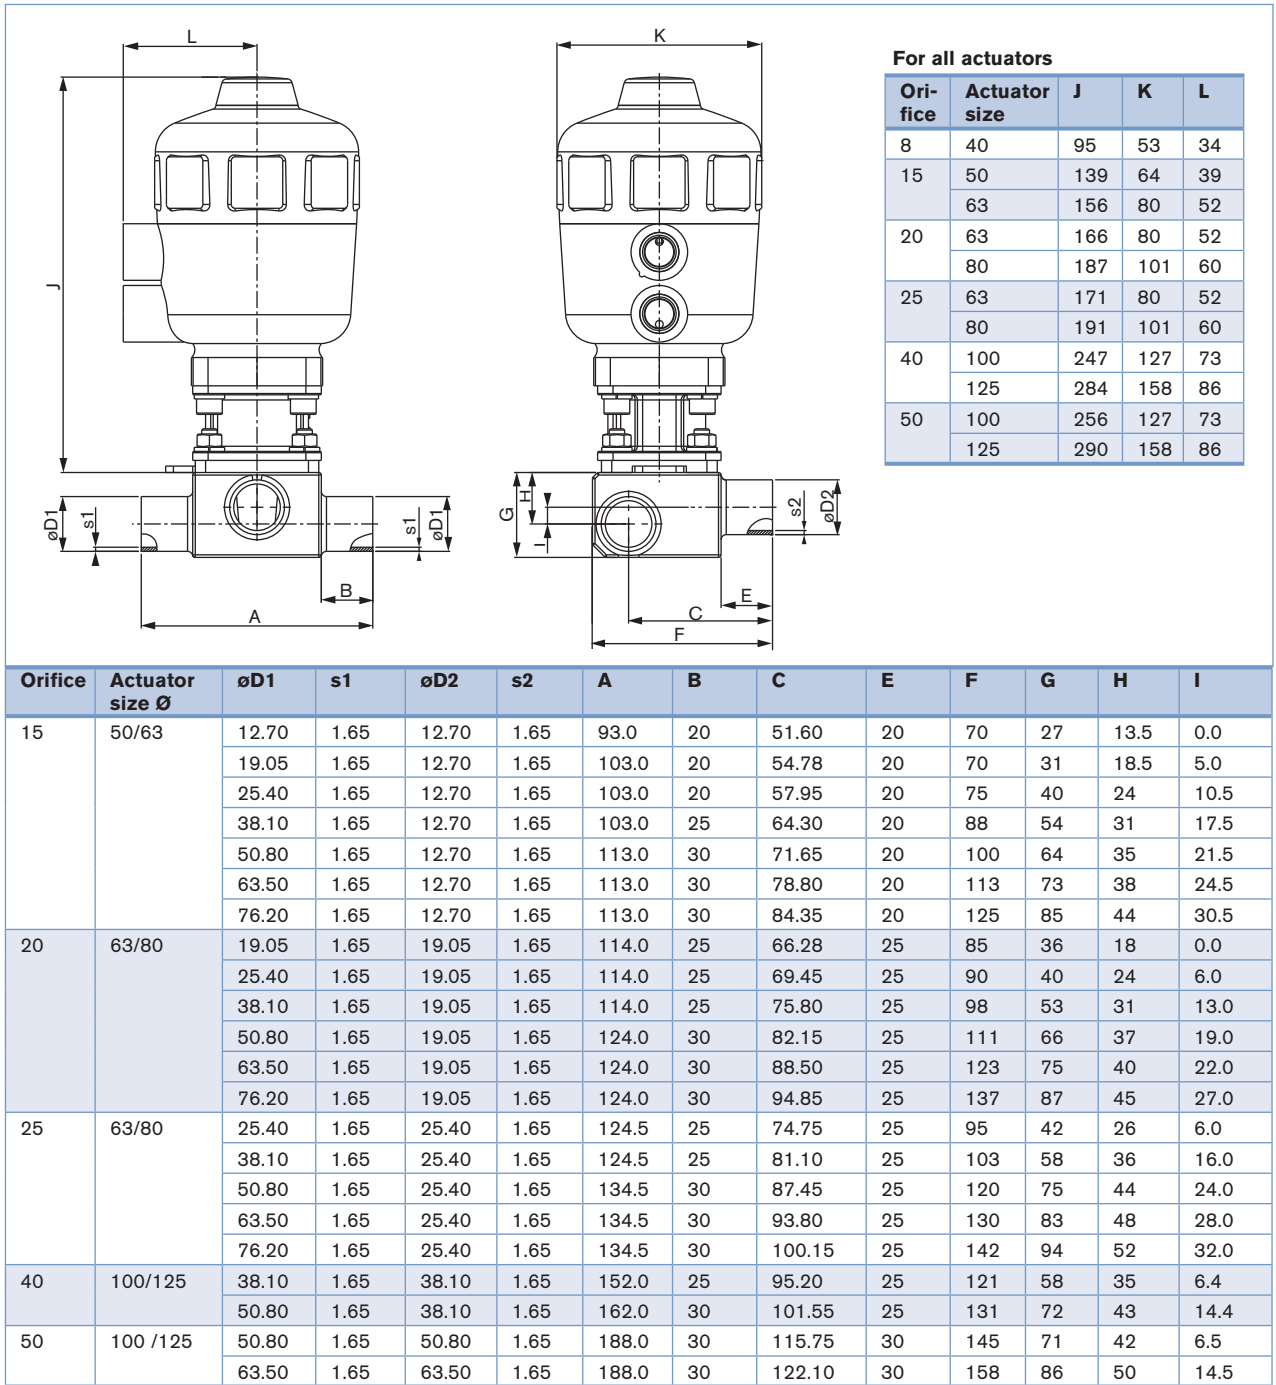 L
K
J
øD1
s1
s1
øD1
B
A
G
H
I
s2
øD2
E
C
F
For all actuators
Ori-fice Actuator size J K L
8 40 95 53 34
15 50 139 64 39
63 156 80 52
20 63 166 80 52
80 187 101 60
25 63 171 80 52
80 191 101 60
40 100 247 127 73
125 284 158 86
50 100 256 127 73
125 290 158 86
Orifice Actuator size Ø øD1 s1 øD2 s2 A B C E F G H I
15 50/63 12.70 1.65 12.70 1.65 93.0 20 51.60 20 70 27 13.5 0.0
19.05 1.65 12.70 1.65 103.0 20 54.78 20 70 31 18.5 5.0
25.40 1.65 12.70 1.65 103.0 20 57.95 20 75 40 24 10.5
38.10 1.65 12.70 1.65 103.0 25 64.30 20 88 54 31 17.5
50.80 1.65 12.70 1.65 113.0 30 71.65 20 100 64 35 21.5
63.50 1.65 12.70 1.65 113.0 30 78.80 20 113 73 38 24.5
76.20 1.65 12.70 1.65 113.0 30 84.35 20 125 85 44 30.5
20 63/80 19.05 1.65 19.05 1.65 114.0 25 66.28 25 85 36 18 0.0
25.40 1.65 19.05 1.65 114.0 25 69.45 25 90 40 24 6.0
38.10 1.65 19.05 1.65 114.0 25 75.80 25 98 53 31 13.0
50.80 1.65 19.05 1.65 124.0 30 82.15 25 111 66 37 19.0
63.50 1.65 19.05 1.65 124.0 30 88.50 25 123 75 40 22.0
76.20 1.65 19.05 1.65 124.0 30 94.85 25 137 87 45 27.0
25 63/80 25.40 1.65 25.40 1.65 124.5 25 74.75 25 95 42 26 6.0
38.10 1.65 25.40 1.65 124.5 25 81.10 25 103 58 36 16.0
50.80 1.65 25.40 1.65 134.5 30 87.45 25 120 75 44 24.0
63.50 1.65 25.40 1.65 134.5 30 93.80 25 130 83 48 28.0
76.20 1.65 25.40 1.65 134.5 30 100.15 25 142 94 52 32.0
40 100/125 38.10 1.65 38.10 1.65 152.0 25 95.20 25 121 58 35 6.4
50.80 1.65 38.10 1.65 162.0 30 101.55 25 131 72 43 14.4
50 100 /125 50.80 1.65 50.80 1.65 188.0 30 115.75 30 145 71 42 6.5
63.50 1.65 63.50 1.65 188.0 30 122.10 30 158 86 50 14.5